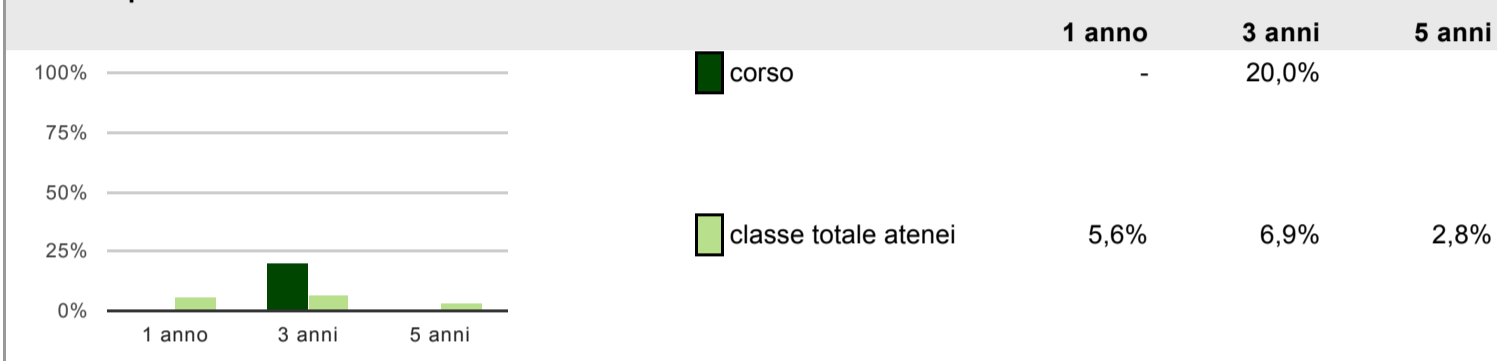 1 anno 3 anni 5 anni
100%
75%
50%
25%
0%
1 anno 3 anni 5 anni
corso - 20,0%
classe totale atenei 5,6% 6,9% 2,8%